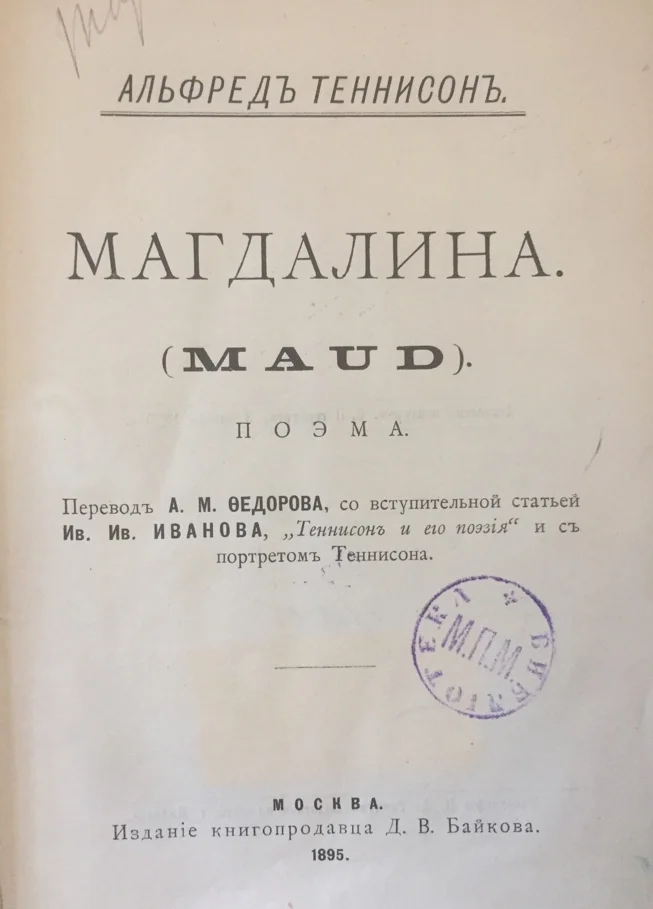 АЛЬФРЕДЪ ТЕННИСОНЪ.
МАГДАЛИНА.
(MAUD).
ПОЭМА.
Переводъ А. М. ѲЕДОРОВА, со вступительной статьей
Ив. Ив. ИВАНОВА, „Теннисонъ и его поэзія“ и съ
портретомъ Теннисона.
БИБЛІОТЕКА
М.П.М.
МОСКВА.
Изданіе книгопродавца Д. В. Байкова.
1895.